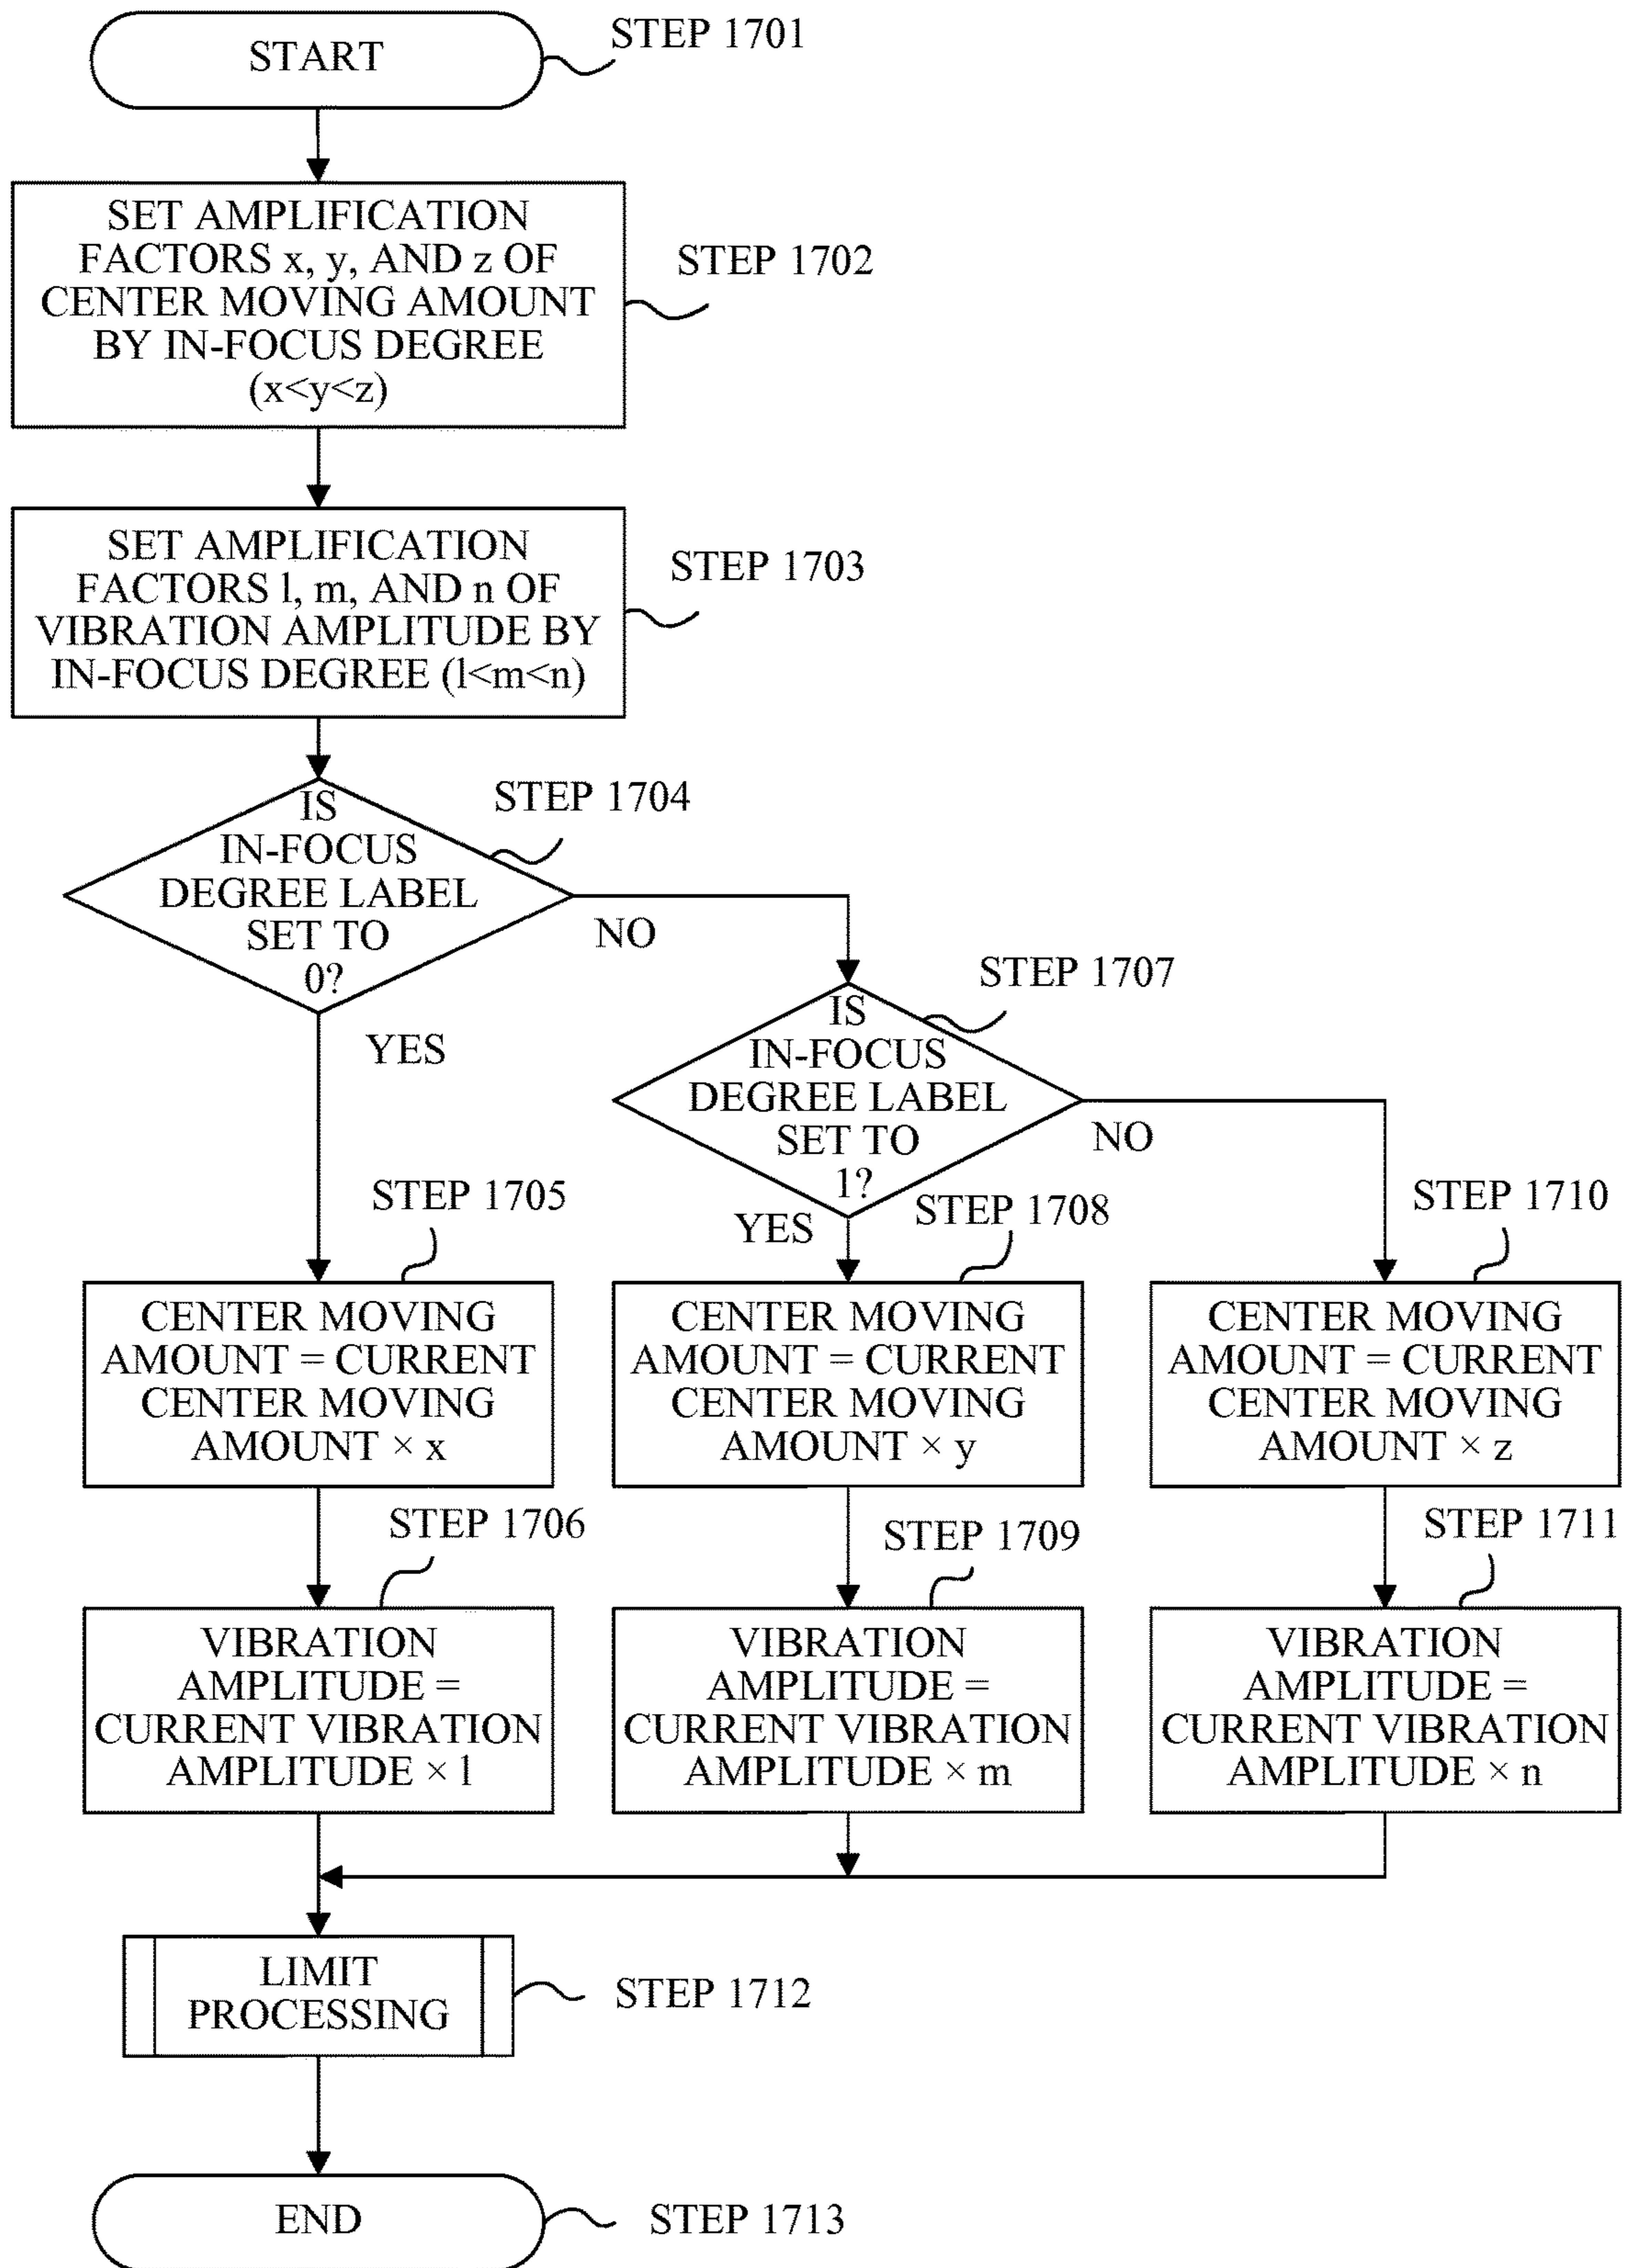 START
STEP 1701
SET AMPLIFICATION
FACTORS x, y, AND z OF
CENTER MOVING AMOUNT
BY IN-FOCUS DEGREE
(x<y<z)
STEP 1702
SET AMPLIFICATION
FACTORS l, m, AND n OF
VIBRATION AMPLITUDE BY
IN-FOCUS DEGREE (l<m<n)
STEP 1703
IS
IN-FOCUS
DEGREE LABEL
SET TO
0?
STEP 1704
NO
YES
IS
IN-FOCUS
DEGREE LABEL
SET TO
1?
STEP 1707
NO
YES
STEP 1705
CENTER MOVING
AMOUNT = CURRENT
CENTER MOVING
AMOUNT × x
STEP 1708
CENTER MOVING
AMOUNT = CURRENT
CENTER MOVING
AMOUNT × y
STEP 1710
CENTER MOVING
AMOUNT = CURRENT
CENTER MOVING
AMOUNT × z
STEP 1706
VIBRATION
AMPLITUDE =
CURRENT VIBRATION
AMPLITUDE × l
STEP 1709
VIBRATION
AMPLITUDE =
CURRENT VIBRATION
AMPLITUDE × m
STEP 1711
VIBRATION
AMPLITUDE =
CURRENT VIBRATION
AMPLITUDE × n
LIMIT
PROCESSING
STEP 1712
END
STEP 1713